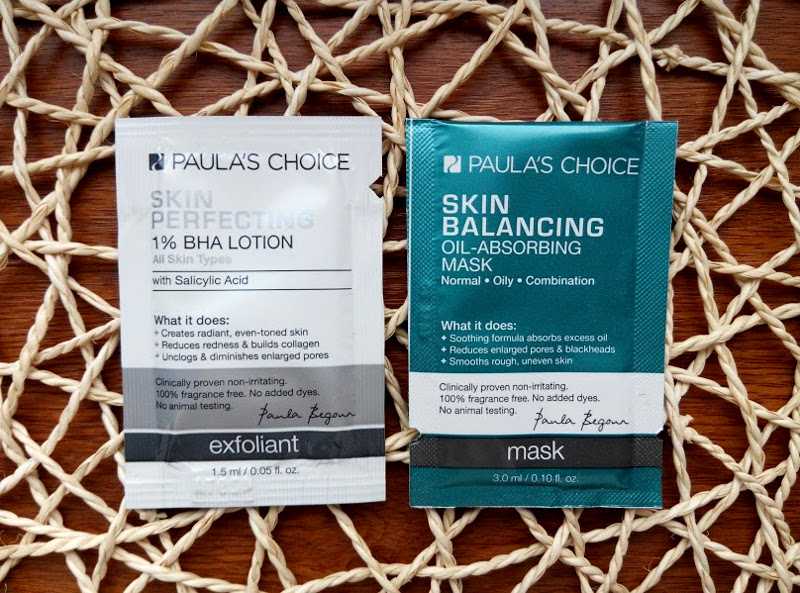 PAULA'S CHOICE
SKIN
PERFECTING
1% BHA LOTION
All Skin Types
with Salicylic Acid
What it does:
+ Creates radiant, even-toned skin
+ Reduces redness & builds collagen
+ Unclogs & diminishes enlarged pores
Clinically proven non-irritating.
100% fragrance free. No added dyes.
No animal testing.
Paula Begoun
exfoliant
1.5 ml / 0.05 fl. oz.
PAULA'S CHOICE
SKIN
BALANCING
OIL-ABSORBING
MASK
Normal • Oily • Combination
What it does:
+ Soothing formula absorbs excess oil
+ Reduces enlarged pores & blackheads
+ Smooths rough, uneven skin
Clinically proven non-irritating.
100% fragrance free. No added dyes.
No animal testing.
Paula Begoun
mask
3.0 ml / 0.10 fl. oz.